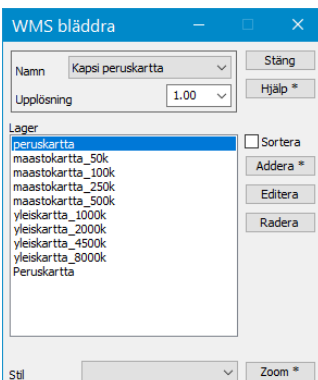 WMS bläddra
Namn Kapsi peruskartta Stäng
Upplösning 1.00 Hjälp *
Lager
peruskartta Sortera
maastokartta_50k
maastokartta_100k Addera *
maastokartta_250k
maastokartta_500k Editera
yleiskartta_1000k
yleiskartta_2000k Radera
yleiskartta_4500k
yleiskartta_8000k
Peruskartta
Stil Zoom *